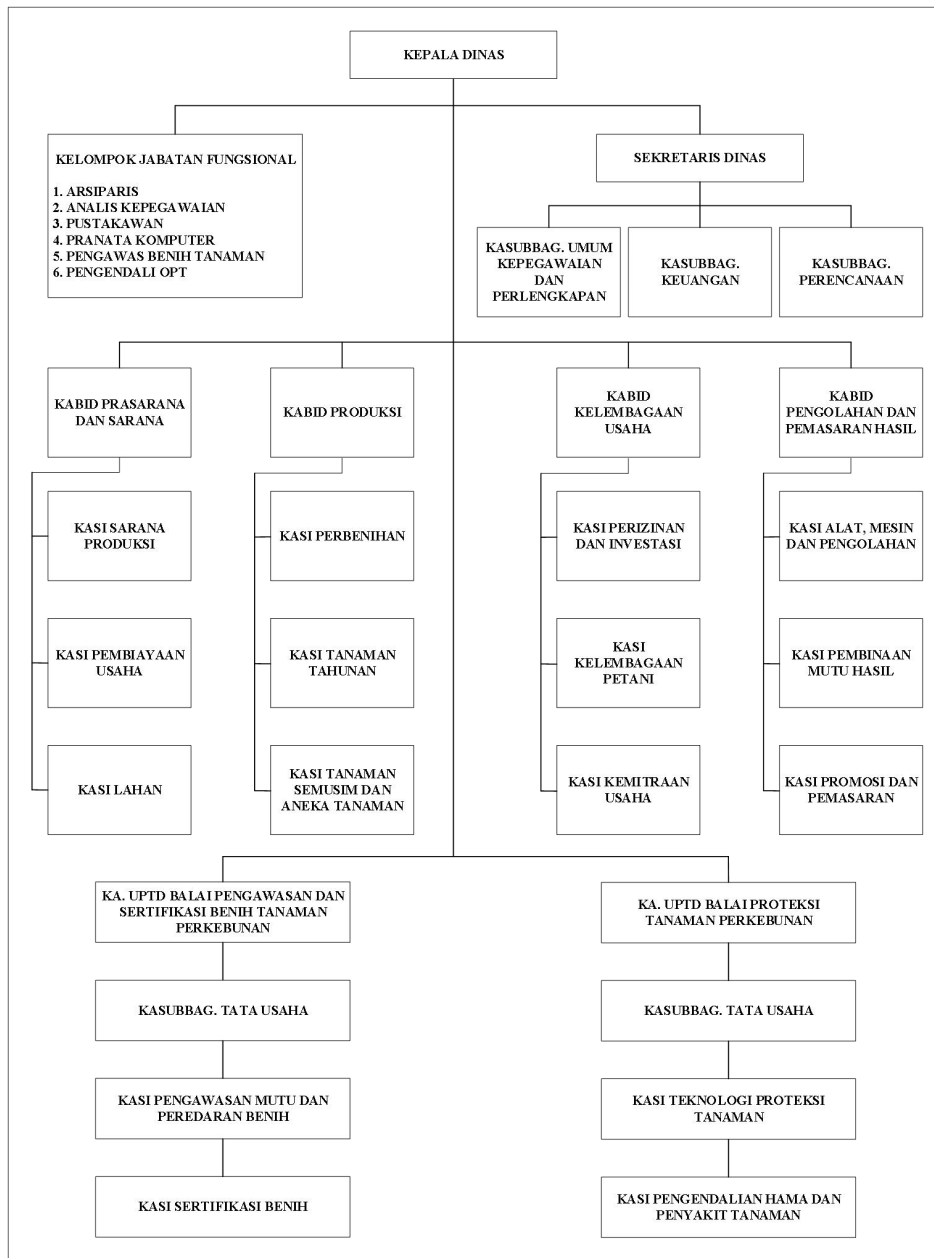 KEPALA DINAS
KELOMPOK JABATAN FUNGSIONAL
1. ARSIPARIS
2. ANALIS KEPEGAWAIAN
3. PUSTAKAWAN
4. PRANATA KOMPUTER
5. PENGAWAS BENIH TANAMAN
6. PENGENDALI OPT
SEKRETARIS DINAS
KASUBBAG. UMUM
KEPEGAWAIAN
DAN
PERLENGKAPAN
KASUBBAG.
KEUANGAN
KASUBBAG.
PERENCANAAN
KABID PRASARANA
DAN SARANA
KABID PRODUKSI
KABID
KELEMBAGAAN
USAHA
KABID
PENGOLAHAN DAN
PEMASARAN HASIL
KASI SARANA
PRODUKSI
KASI PERBENIHAN
KASI PERIZINAN
DAN INVESTASI
KASI ALAT, MESIN
DAN PENGOLAHAN
KASI PEMBIAYAAN
USAHA
KASI TANAMAN
TAHUNAN
KASI
KELEMBAGAAN
PETANI
KASI PEMBINAAN
MUTU HASIL
KASI LAHAN
KASI TANAMAN
SEMUSIM DAN
ANEKA TANAMAN
KASI KEMITRAAN
USAHA
KASI PROMOSI DAN
PEMASARAN
KA. UPTD BALAI PENGAWASAN DAN
SERTIFIKASI BENIH TANAMAN
PERKEBUNAN
KA. UPTD BALAI PROTEKSI
TANAMAN PERKEBUNAN
KASUBBAG. TATA USAHA
KASUBBAG. TATA USAHA
KASI PENGAWASAN MUTU DAN
PEREDARAN BENIH
KASI TEKNOLOGI PROTEKSI
TANAMAN
KASI SERTIFIKASI BENIH
KASI PENGENDALIAN HAMA DAN
PENYAKIT TANAMAN